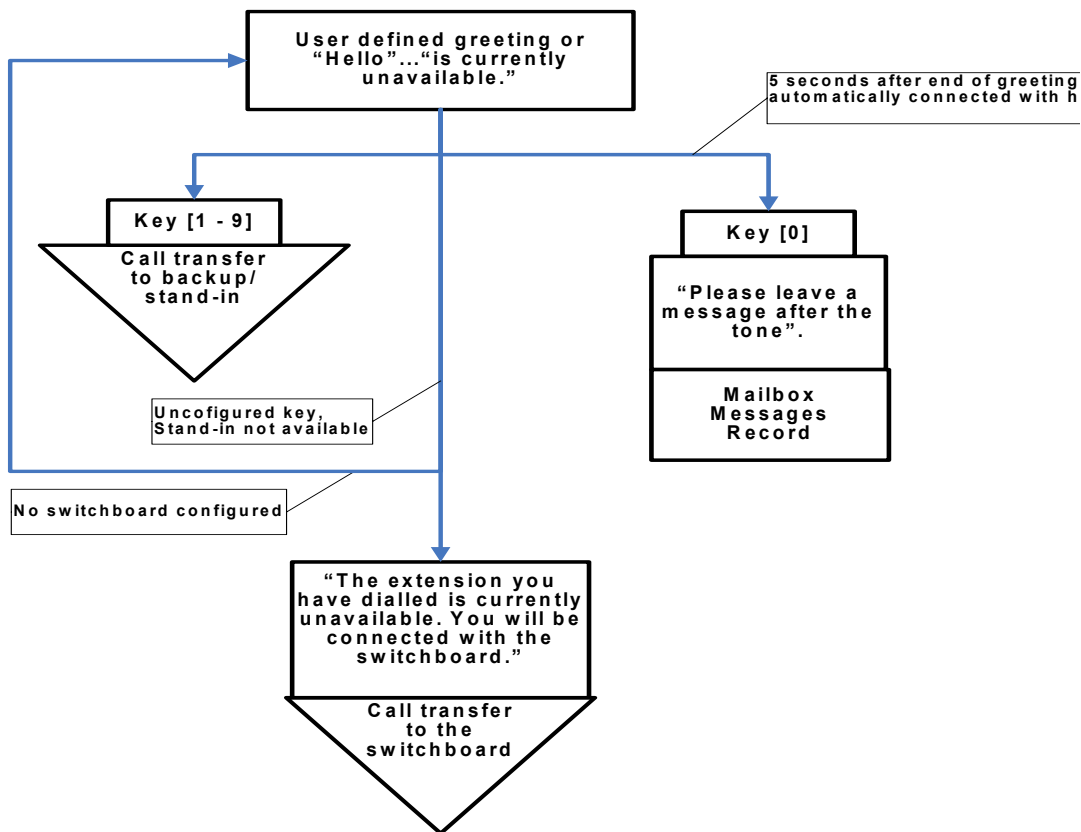 User defined greeting or
“Hello”...“is currently
unavailable.”
5 seconds after end of greeting
automatically connected with h
Key [1 - 9]
Call transfer
to backup/
stand-in
Key [0]
“Please leave a
message after the
tone”.
Mailbox
Messages
Record
Uncofigured key,
Stand-in not available
No switchboard configured
“The extension you
have dialled is currently
unavailable. You will be
connected with the
switchboard.”
Call transfer
to the
switchboard